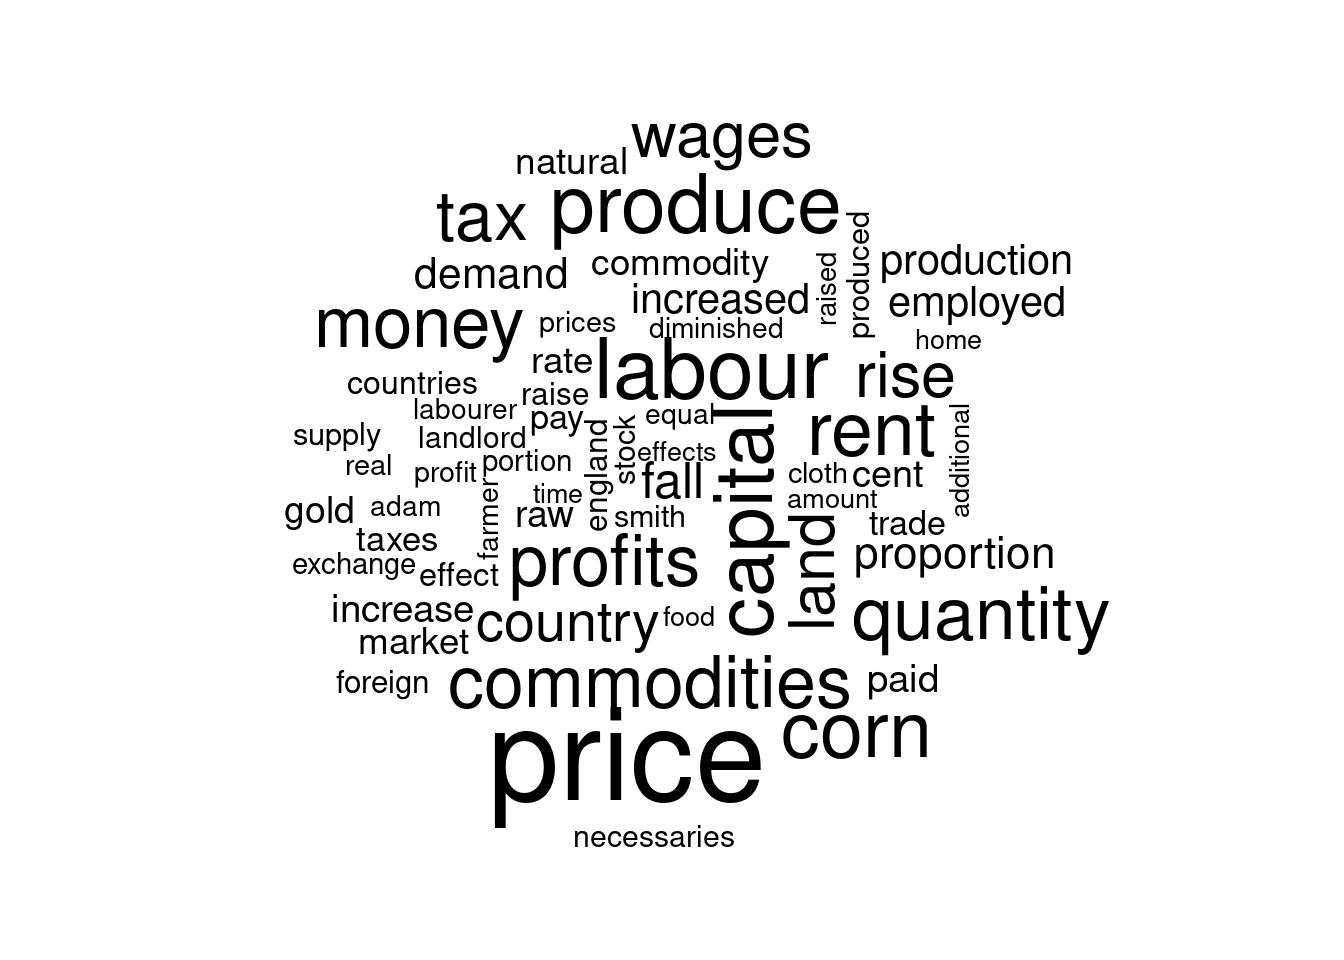 wages
natural
produce
tax
produced
production
commodity
demand
raised
increased
employed
money
prices
diminished
home
labour
rate
rise
countries
raise
labourer
equal
capital
rent
additional
pay
supply
landlord
england
stock
effects
portion
real
profit
fall
cloth
cent
time
amount
gold
adam
farmer
raw
smith
land
trade
taxes
profits
proportion
exchange
effect
increase
country
food
quantity
market
foreign
commodities
paid
price
corn
necessaries